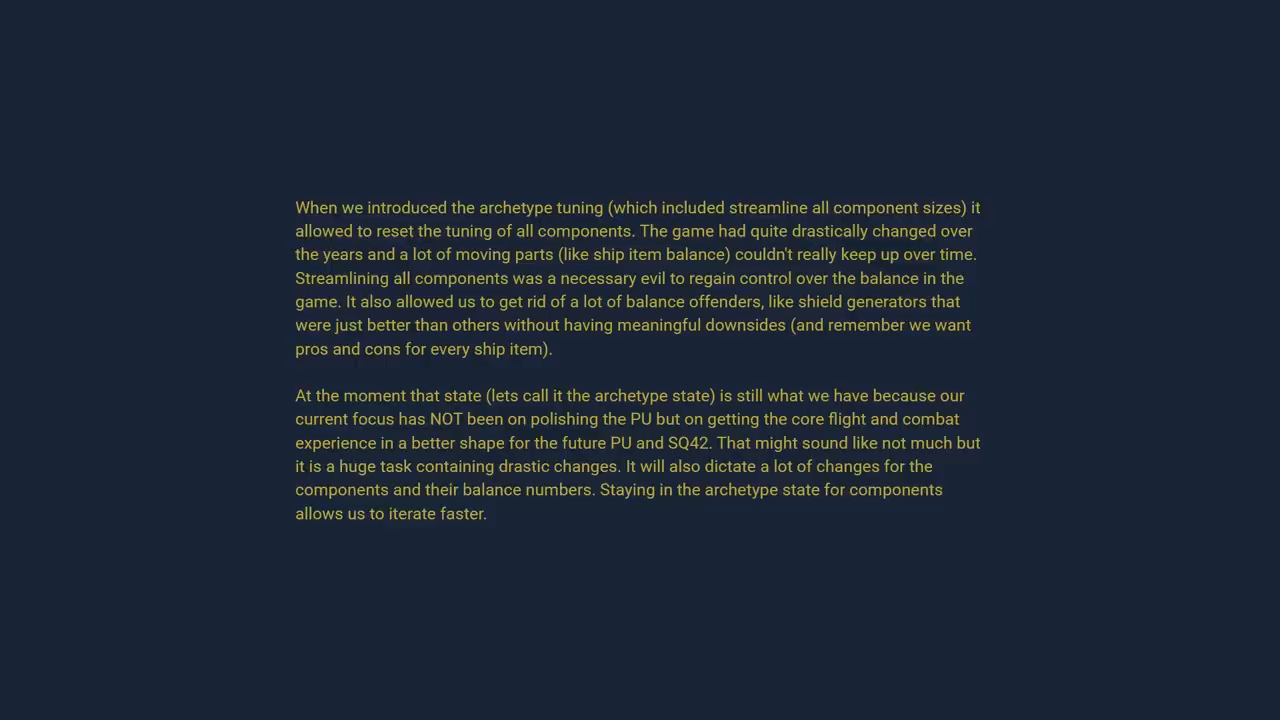 When we introduced the archetype tuning (which included streamline all component sizes) it
allowed to reset the tuning of all components. The game had quite drastically changed over
the years and a lot of moving parts (like ship item balance) couldn't really keep up over time.
Streamlining all components was a necessary evil to regain control over the balance in the
game. It also allowed us to get rid of a lot of balance offenders, like shield generators that
were just better than others without having meaningful downsides (and remember we want
pros and cons for every ship item).
At the moment that state (lets call it the archetype state) is still what we have because our
current focus has NOT been on polishing the PU but on getting the core flight and combat
experience in a better shape for the future PU and SQ42. That might sound like not much but
it is a huge task containing drastic changes. It will also dictate a lot of changes for the
components and their balance numbers. Staying in the archetype state for components
allows us to iterate faster.